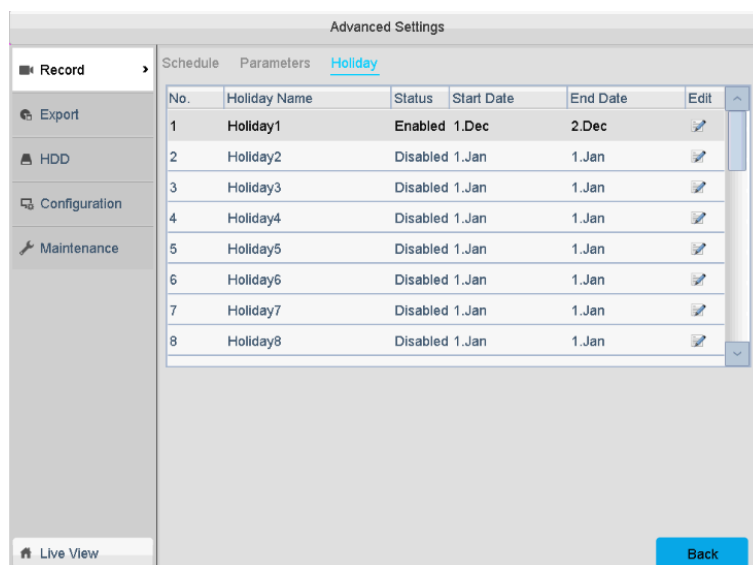 Advanced Settings
Record
Export
HDD
Configuration
Maintenance
Live View
Schedule Parameters Holiday
No. Holiday Name Status Start Date End Date Edit
1 Holiday1 Enabled 1.Dec 2.Dec
2 Holiday2 Disabled 1.Jan 1.Jan
3 Holiday3 Disabled 1.Jan 1.Jan
4 Holiday4 Disabled 1.Jan 1.Jan
5 Holiday5 Disabled 1.Jan 1.Jan
6 Holiday6 Disabled 1.Jan 1.Jan
7 Holiday7 Disabled 1.Jan 1.Jan
8 Holiday8 Disabled 1.Jan 1.Jan
Back